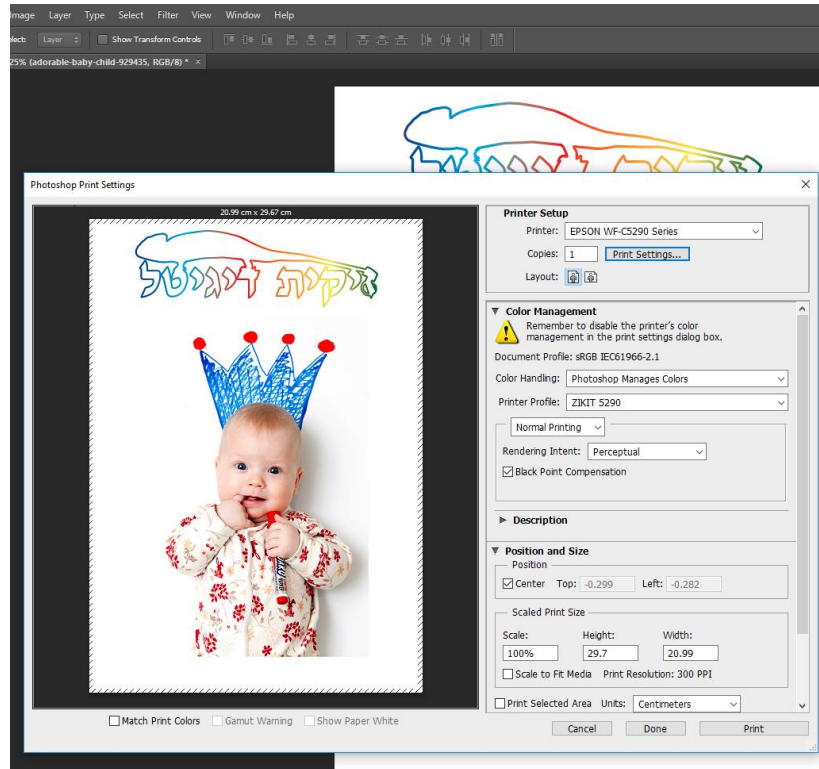 Image Layer Type Select Filter View Window Help
Select: Layer Show Transform Controls
25% (adorable-baby-child-929435, RGB/8) * ×
זיקית דיגיטל
Photoshop Print Settings
20.99 cm x 29.67 cm
זיקית דיגיטל
Match Print Colors Gamut Warning Show Paper White
Printer Setup
Printer: EPSON WF-C5290 Series
Copies: 1 Print Settings...
Layout:
Color Management
Remember to disable the printer's color
management in the print settings dialog box.
Document Profile: sRGB IEC61966-2.1
Color Handling: Photoshop Manages Colors
Printer Profile: ZIKIT 5290
Normal Printing
Rendering Intent: Perceptual
Black Point Compensation
Description
Position and Size
Position
Center Top: -0.299 Left: -0.282
Scaled Print Size
Scale: Height: Width:
100% 29.7 20.99
Scale to Fit Media Print Resolution: 300 PPI
Print Selected Area Units: Centimeters
Cancel Done Print